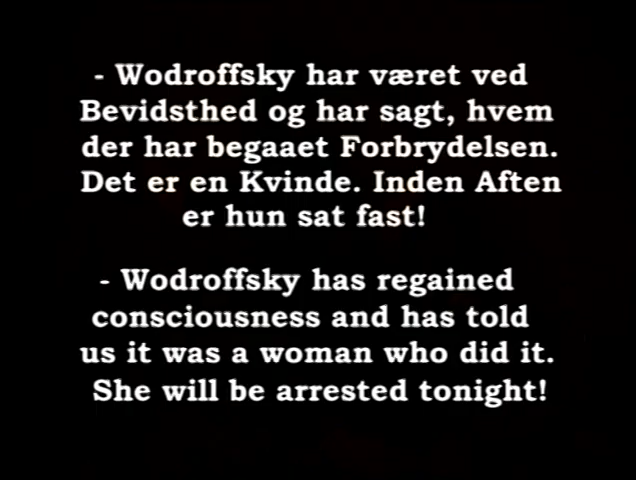 - Wodroffsky har været ved
Bevidsthed og har sagt, hvem
der har begaaet Forbrydelsen.
Det er en Kvinde. Inden Aften
er hun sat fast!
- Wodroffsky has regained
consciousness and has told
us it was a woman who did it.
She will be arrested tonight!